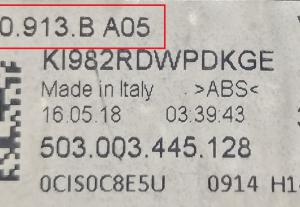 0.913.B A05
KI982RDWPDKGE
Made in Italy >ABS<
16.05.18 03:39:43
503.003.445.128
0CIS0C8E5U 0914 H1